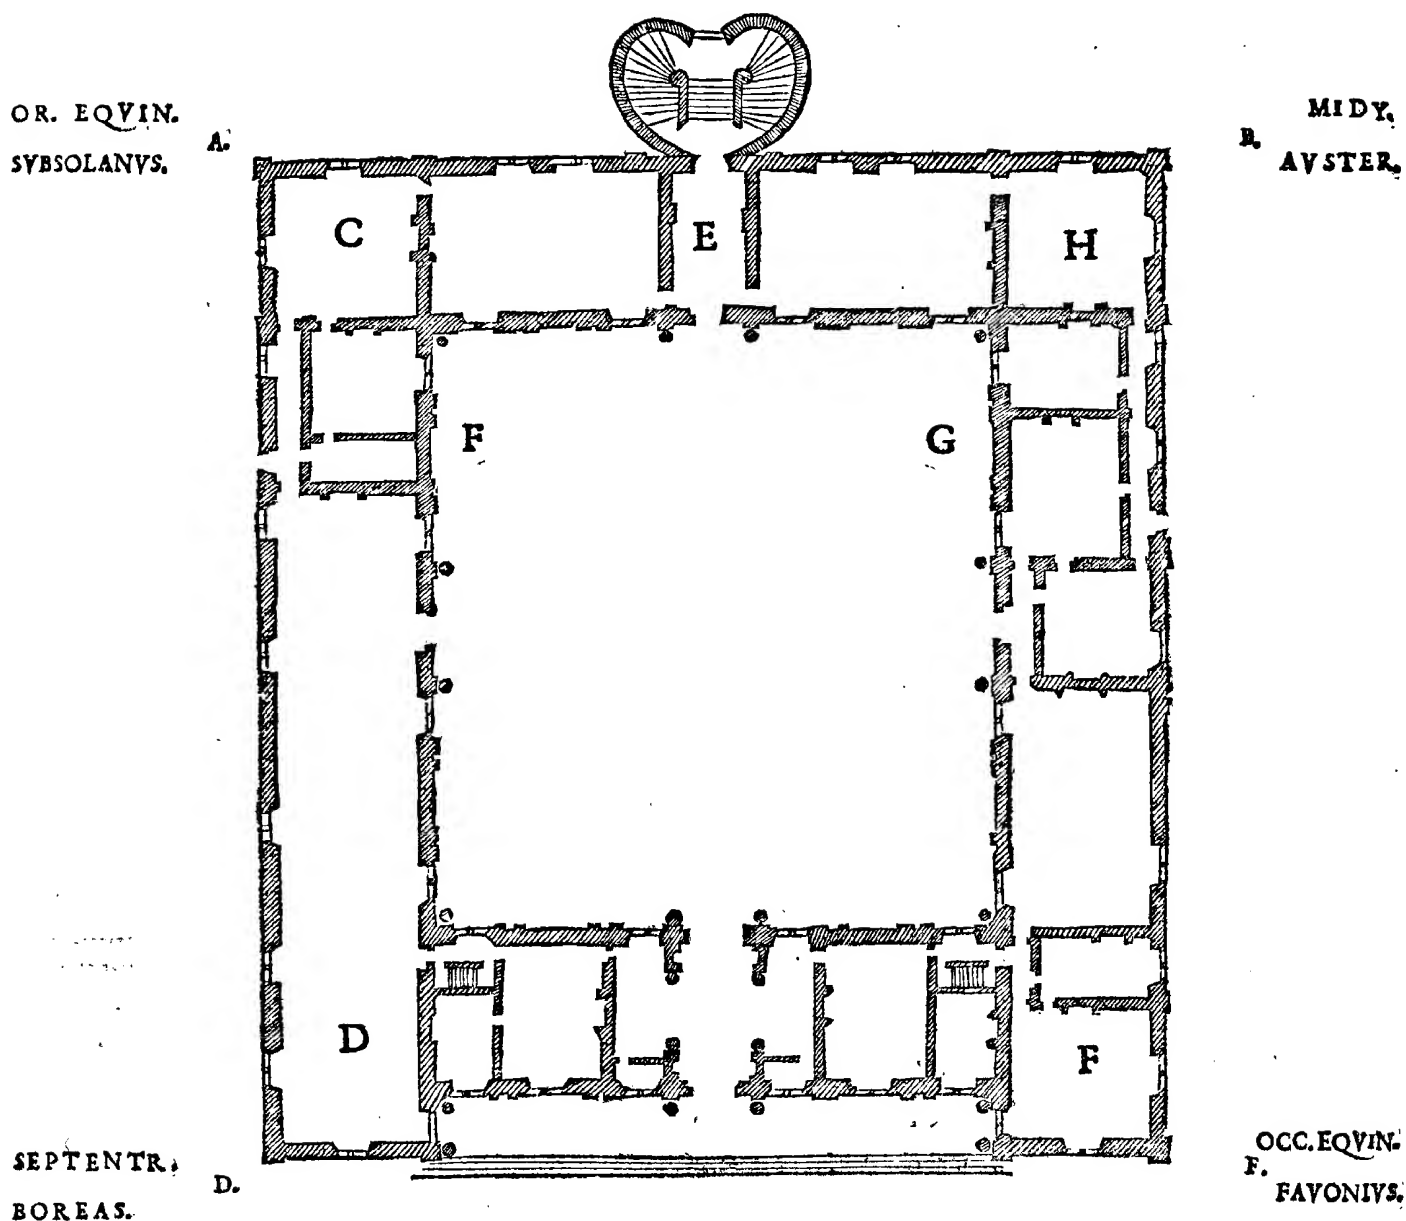 OR. EQVIN.
SVBSOLANVS.
A.
MIDY.
B.
AVSTER.
C
E
H
F
G
D
F
SEPTENTR.
D.
BOREAS.
OCC. EQVIN.
F.
FAVONIVS.